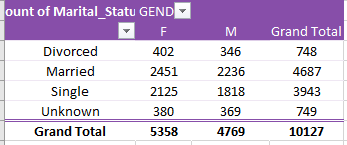 ount of Marital_Statu GEND
F M Grand Total
Divorced 402 346 748
Married 2451 2236 4687
Single 2125 1818 3943
Unknown 380 369 749
Grand Total 5358 4769 10127